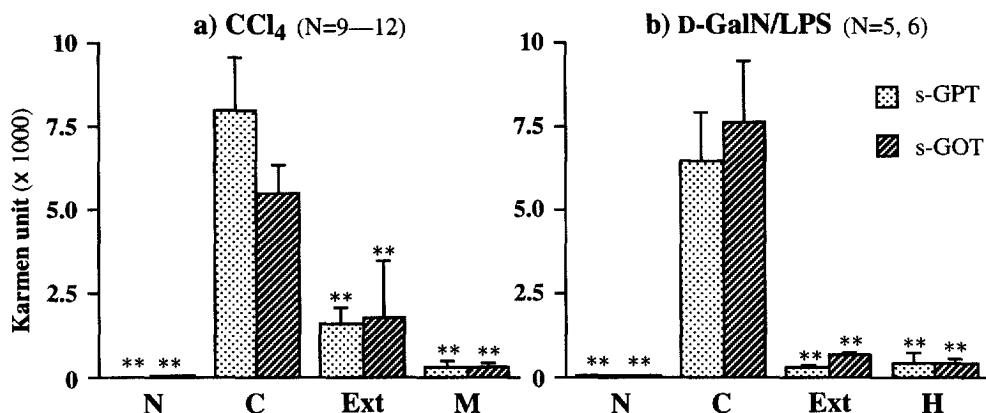 a) CCl4 (N=9—12)
b) D-GalN/LPS (N=5, 6)
Karmen unit (x 1000)
10
7.5
5.0
2.5
0
** **
**
**
** **
N C Ext M
10
7.5
5.0
2.5
0
** **
** **
** **
N C Ext H
s-GPT
s-GOT